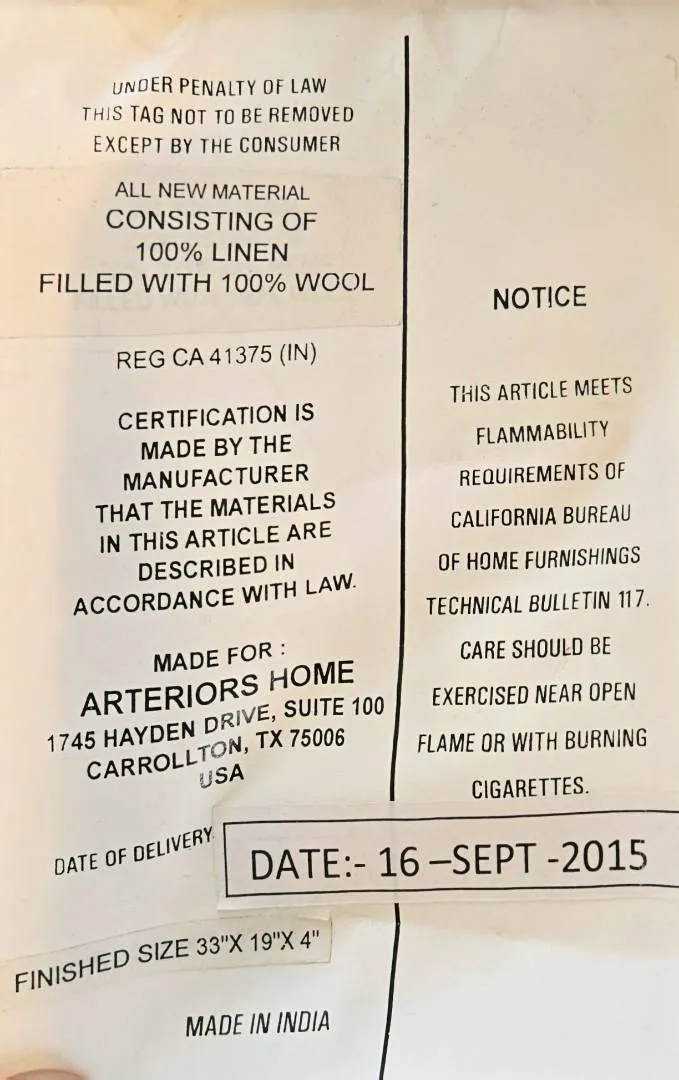 UNDER PENALTY OF LAW
THIS TAG NOT TO BE REMOVED
EXCEPT BY THE CONSUMER
ALL NEW MATERIAL
CONSISTING OF
100% LINEN
FILLED WITH 100% WOOL
REG CA 41375 (IN)
CERTIFICATION IS
MADE BY THE
MANUFACTURER
THAT THE MATERIALS
IN THIS ARTICLE ARE
DESCRIBED IN
ACCORDANCE WITH LAW.
MADE FOR :
ARTERIORS HOME
1745 HAYDEN DRIVE, SUITE 100
CARROLLTON, TX 75006
USA
DATE OF DELIVERY
DATE:- 16 –SEPT -2015
FINISHED SIZE 33"X 19"X 4"
MADE IN INDIA
NOTICE
THIS ARTICLE MEETS
FLAMMABILITY
REQUIREMENTS OF
CALIFORNIA BUREAU
OF HOME FURNISHINGS
TECHNICAL BULLETIN 117.
CARE SHOULD BE
EXERCISED NEAR OPEN
FLAME OR WITH BURNING
CIGARETTES.